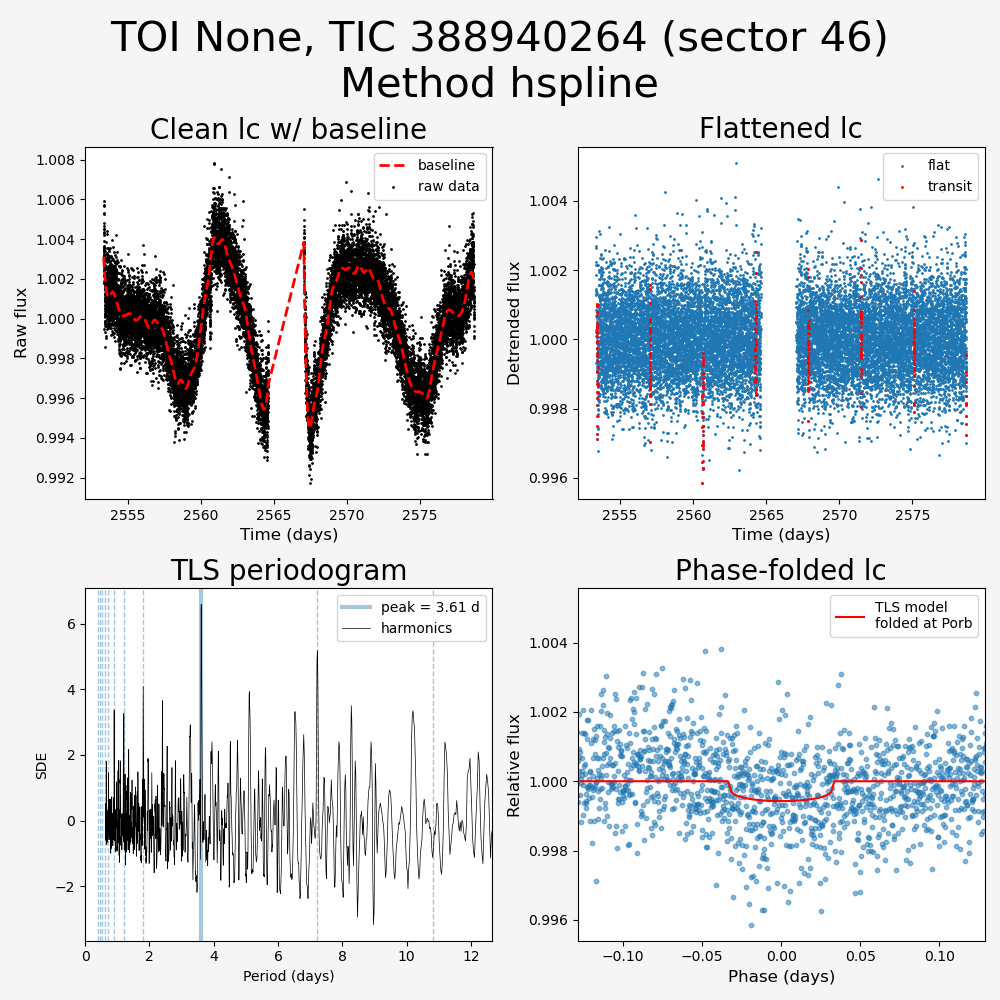 TOI None, TIC 388940264 (sector 46)
Method hspline
Clean lc w/ baseline
Raw flux
1.008
1.006
1.004
1.002
1.000
0.998
0.996
0.994
0.992
baseline
raw data
2555
2560
2565
2570
2575
Time (days)
Flattened lc
Detrended flux
1.004
1.002
1.000
0.998
0.996
flat
transit
2555
2560
2565
2570
2575
Time (days)
TLS periodogram
SDE
6
4
2
0
−2
peak = 3.61 d
harmonics
0
2
4
6
8
10
12
Period (days)
Phase-folded lc
Relative flux
1.004
1.002
1.000
0.998
0.996
TLS model
folded at Porb
−0.10
−0.05
0.00
0.05
0.10
Phase (days)